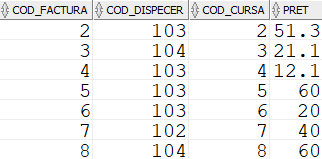 COD_FACTURA COD_DISPECER COD_CURSA PRET
2 103 2 51.3
3 104 3 21.1
4 103 4 12.1
5 103 5 60
6 103 6 20
7 102 7 40
8 104 8 60